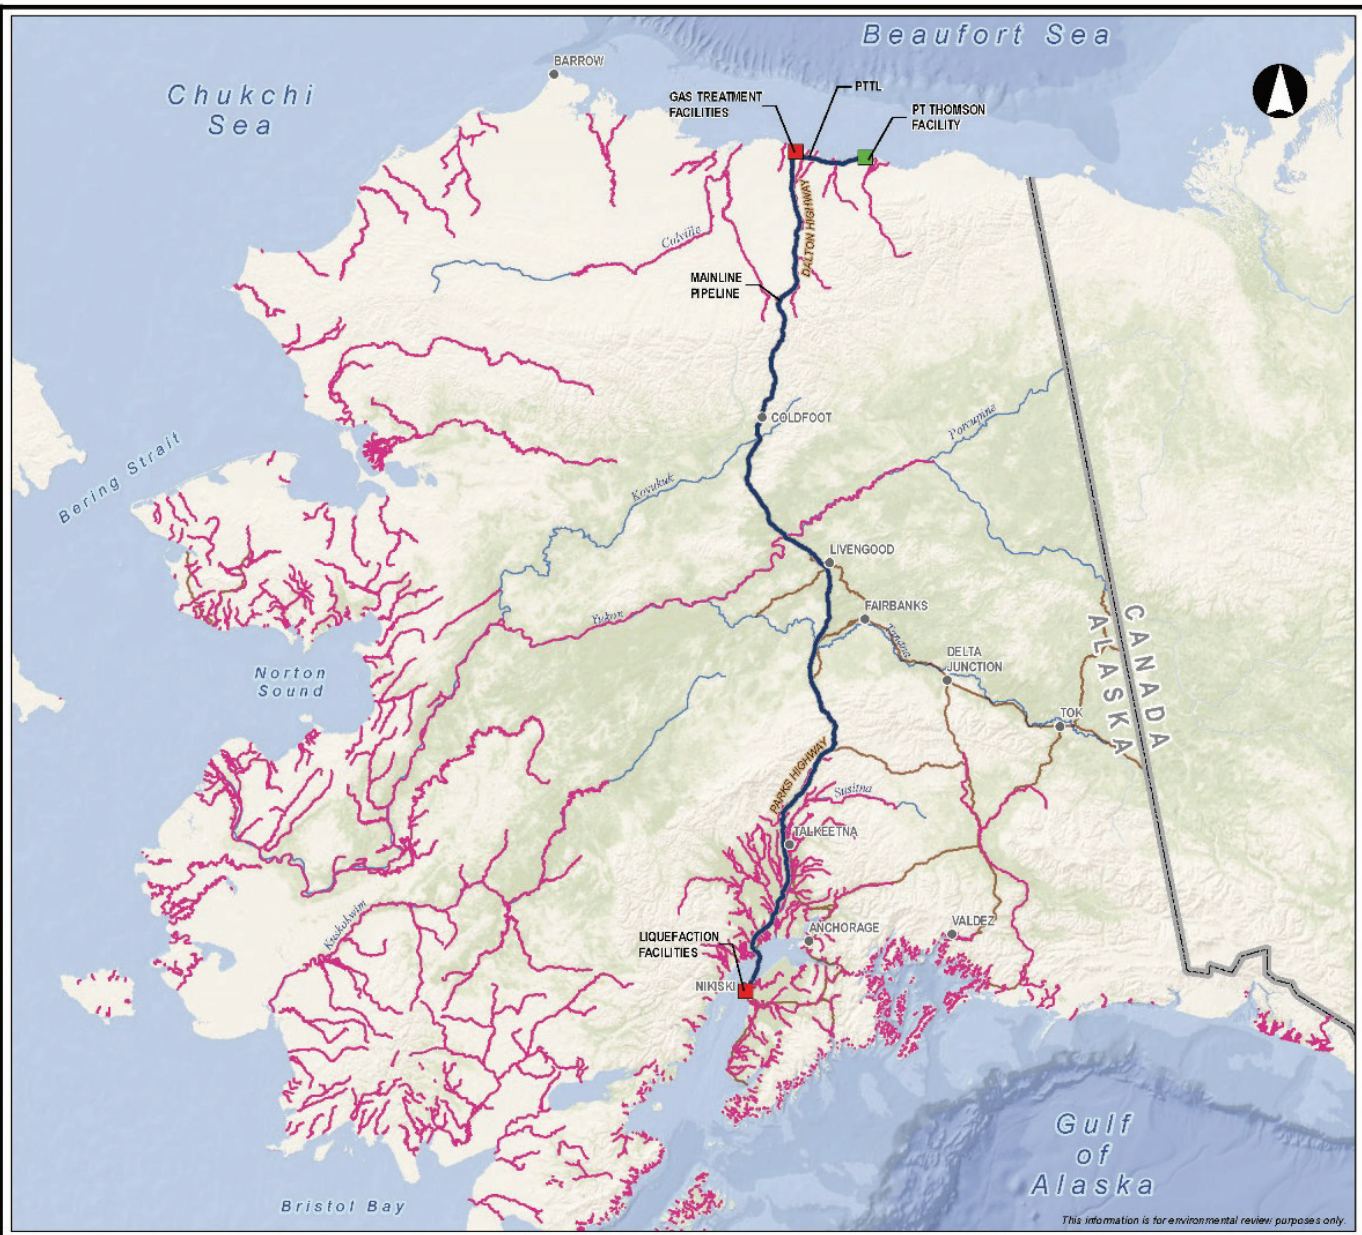 Beaufort Sea
BARROW
Chukchi
Sea
GAS TREATMENT
FACILITIES
PTTL
PT THOMSON
FACILITY
DALTON HIGHWAY
Colville
MAINLINE
PIPELINE
COLDFOOT
Porcupine
Bering Strait
Koyukuk
LIVENGOOD
FAIRBANKS
Yukon
Tanana
CANADA
ALASKA
DELTA
JUNCTION
Norton
Sound
TOK
PARKS HIGHWAY
Susitna
TALKEETNA
Kuskokwim
ANCHORAGE
VALDEZ
LIQUEFACTION
FACILITIES
NIKISKI
Gulf
of
Alaska
Bristol Bay
This information is for environmental review purposes only.